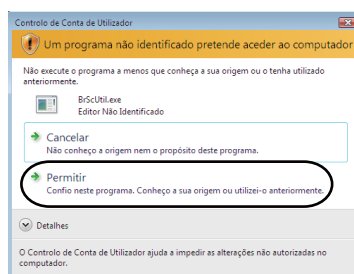 Controlo de Conta de Utilizador
Um programa não identificado pretende aceder ao computador
Não execute o programa a menos que conheça a sua origem ou o tenha utilizado
anteriormente.
BrScUtil.exe
Editor Não Identificado
Cancelar
Não conheço a origem nem o propósito deste programa.
Permitir
Confio neste programa. Conheço a sua origem ou utilizei-o anteriormente.
Detalhes
O Controlo de Conta de Utilizador ajuda a impedir as alterações não autorizadas no
computador.